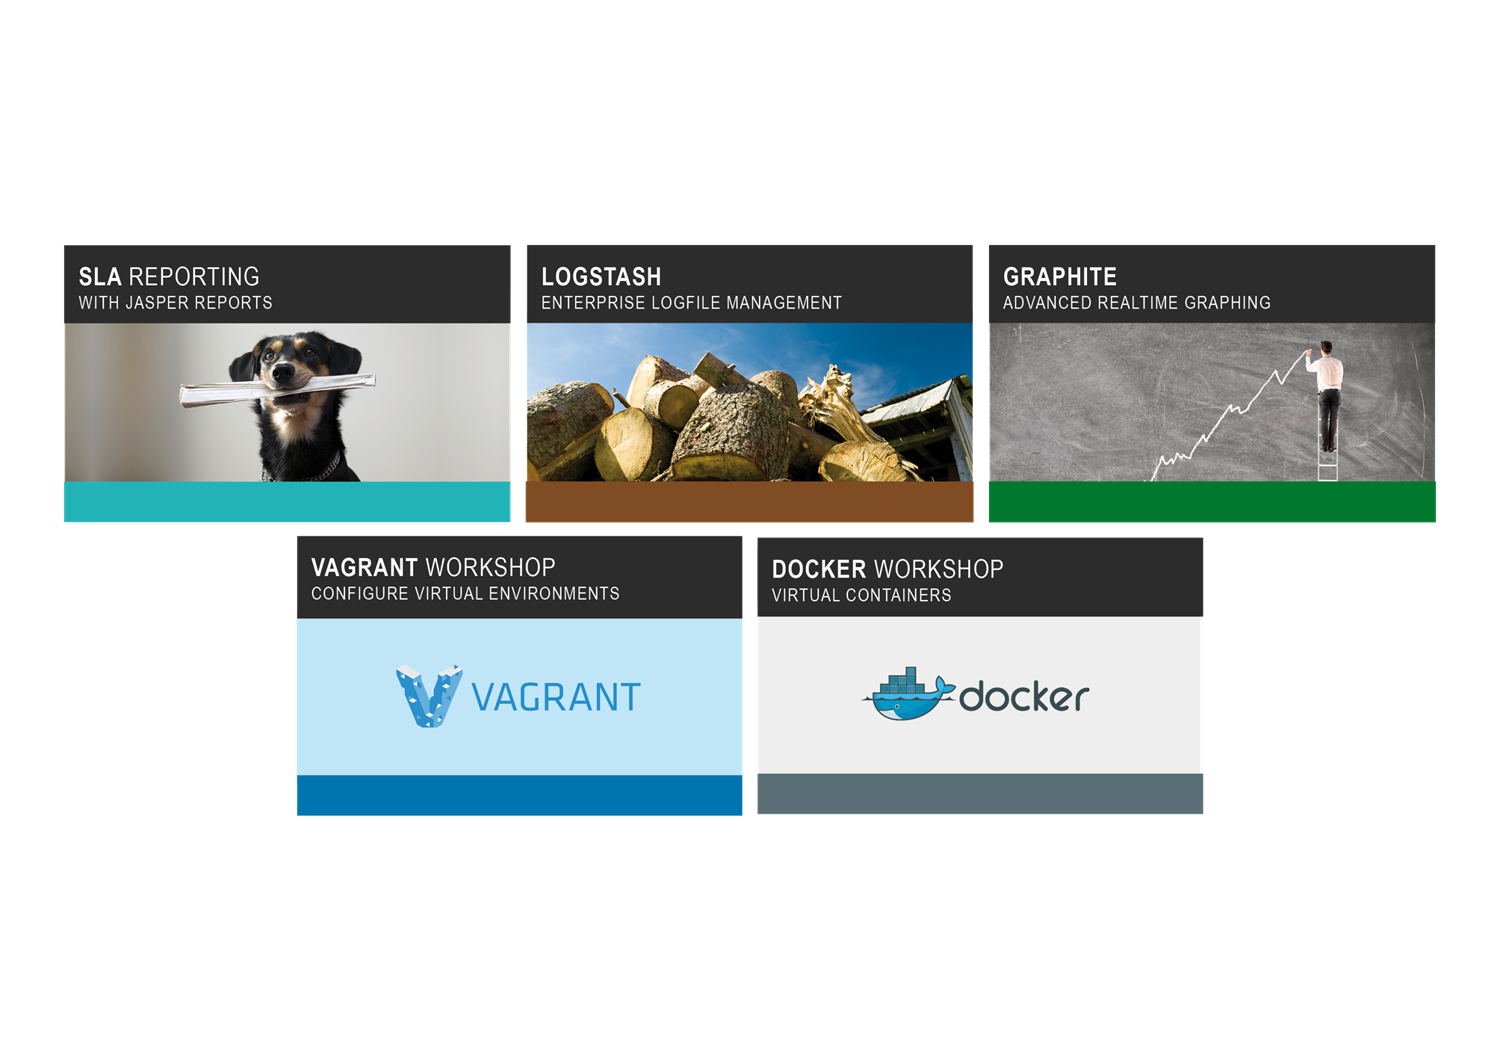 SLA REPORTING
WITH JASPER REPORTS
LOGSTASH
ENTERPRISE LOGFILE MANAGEMENT
GRAPHITE
ADVANCED REALTIME GRAPHING
VAGRANT WORKSHOP
CONFIGURE VIRTUAL ENVIRONMENTS
VAGRANT
DOCKER WORKSHOP
VIRTUAL CONTAINERS
docker